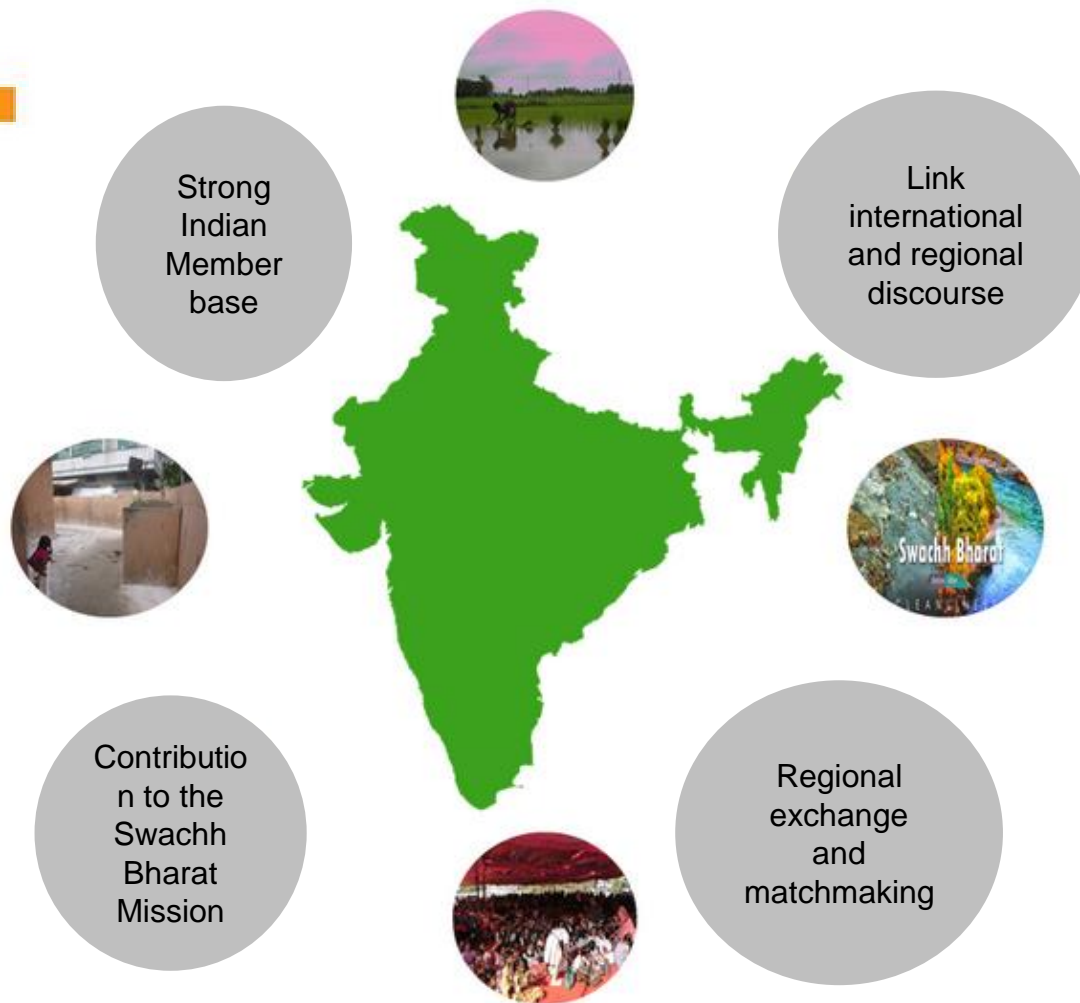 Strong
Indian
Member
base
Link
international
and regional
discourse
Swachh Bharat
Contributio
n to the
Swachh
Bharat
Mission
Regional
exchange
and
matchmaking